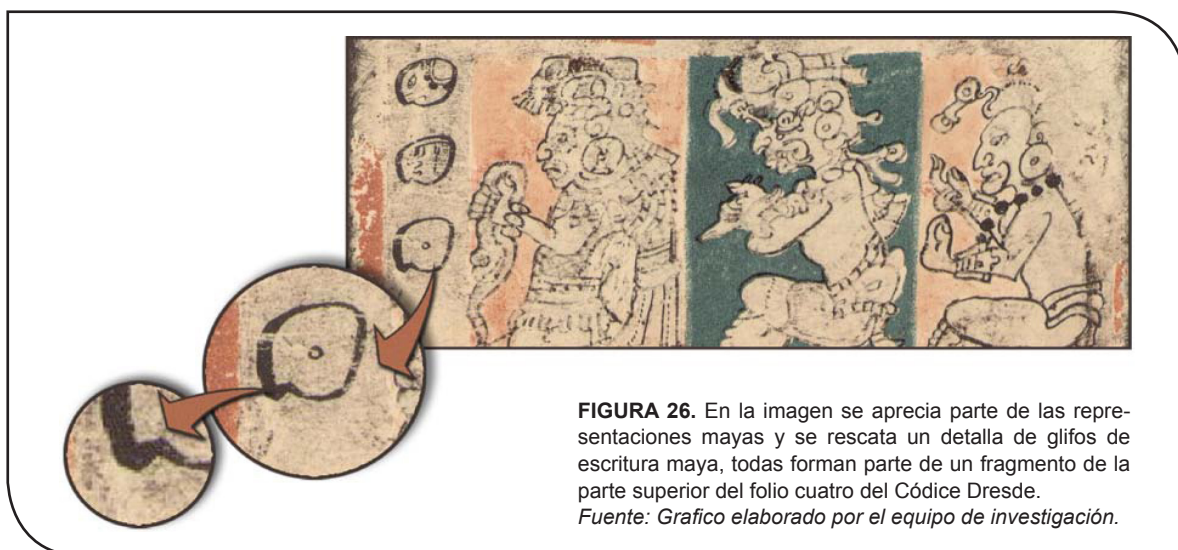 FIGURA 26. En la imagen se aprecia parte de las repre-
sentaciones mayas y se rescata un detalla de glifos de
escritura maya, todas forman parte de un fragmento de la
parte superior del folio cuatro del Códice Dresde.
Fuente: Grafico elaborado por el equipo de investigación.